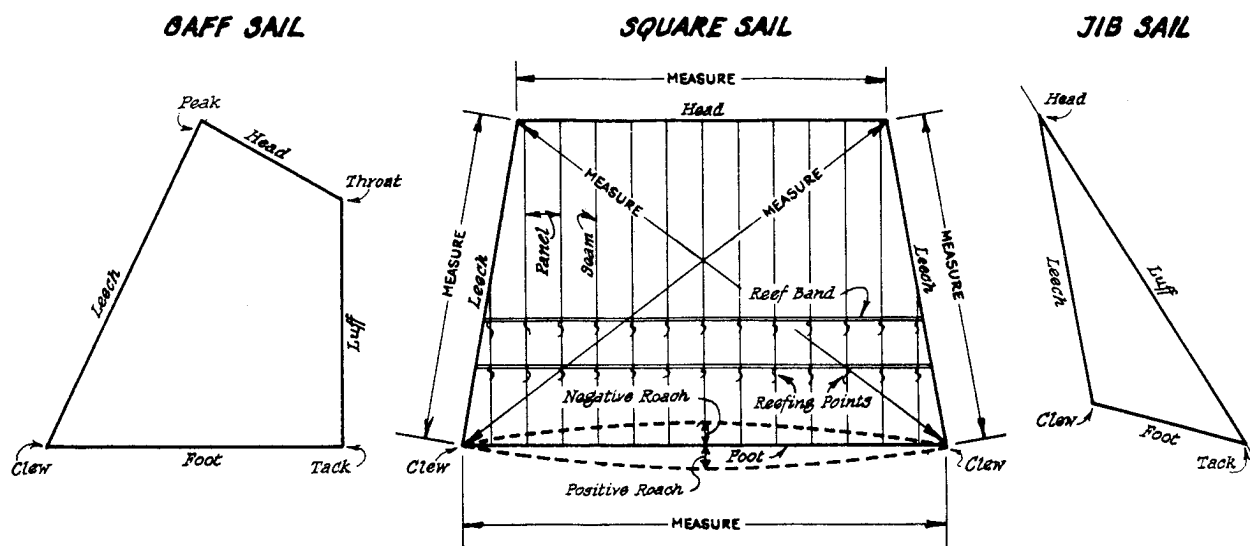 GAFF SAIL
Peak
Head
Throat
Leech
Luff
Clew
Foot
Tack
SQUARE SAIL
MEASURE
Head
MEASURE
MEASURE
MEASURE
MEASURE
Leech
Panel
Seam
Leech
Reef Band
Negative Roach
Reefing Points
Clew
Foot
Clew
Positive Roach
MEASURE
JIB SAIL
Head
Leech
Luff
Clew
Foot
Tack